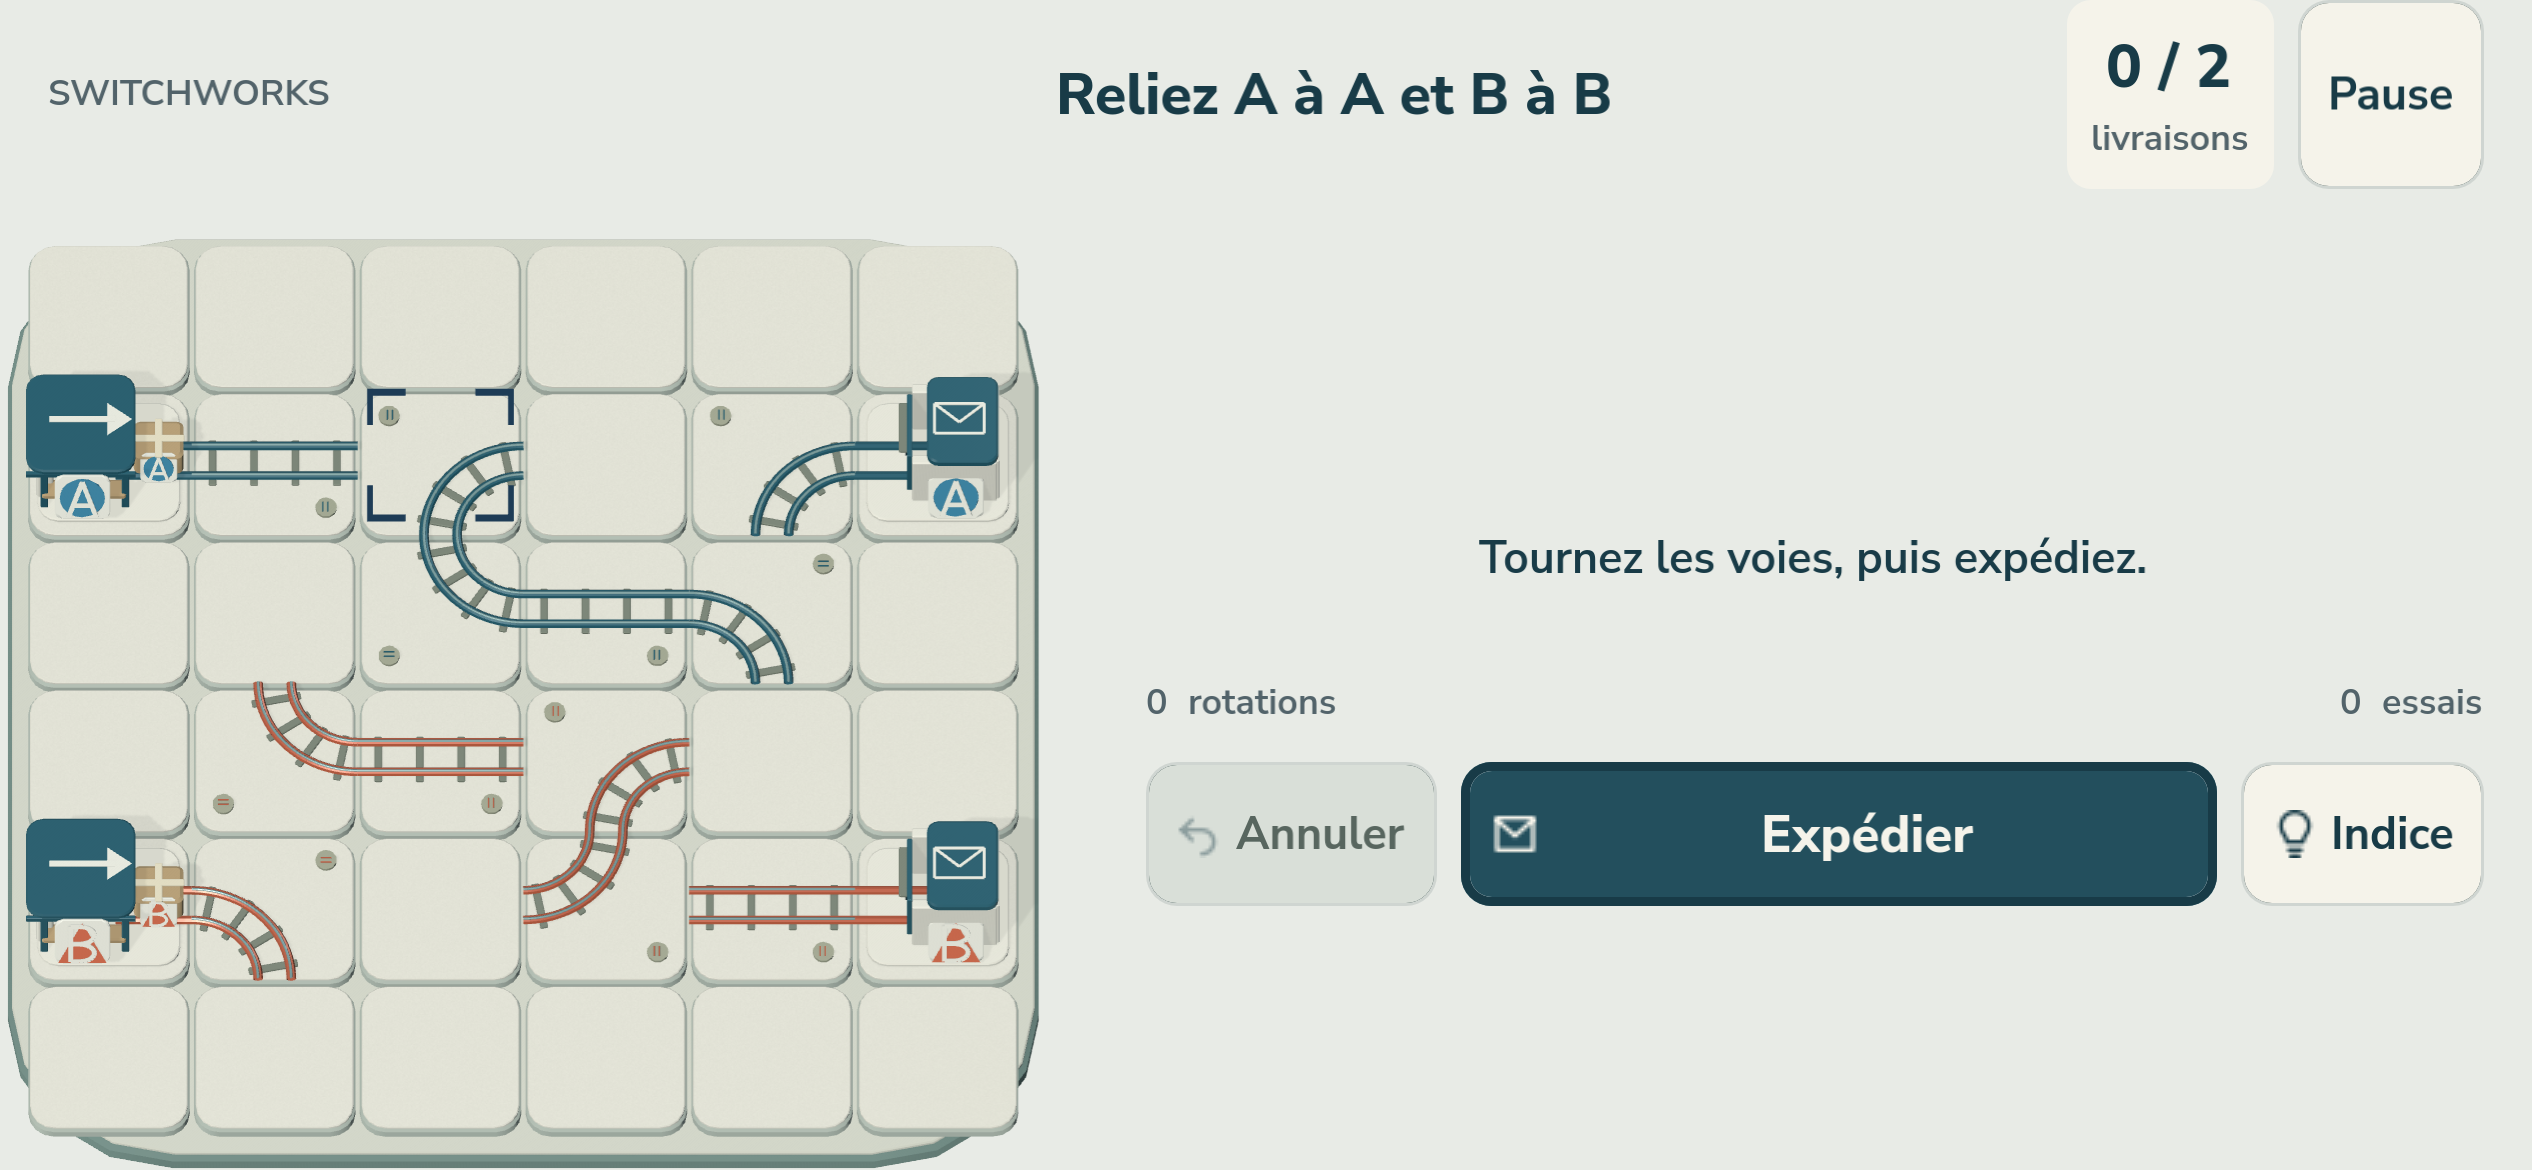 SWITCHWORKS
Reliez A à A et B à B
0 / 2
livraisons
Pause
A
A
A
Tournez les voies, puis expédiez.
0 rotations
0 essais
Annuler
Expédier
Indice
B
B
B